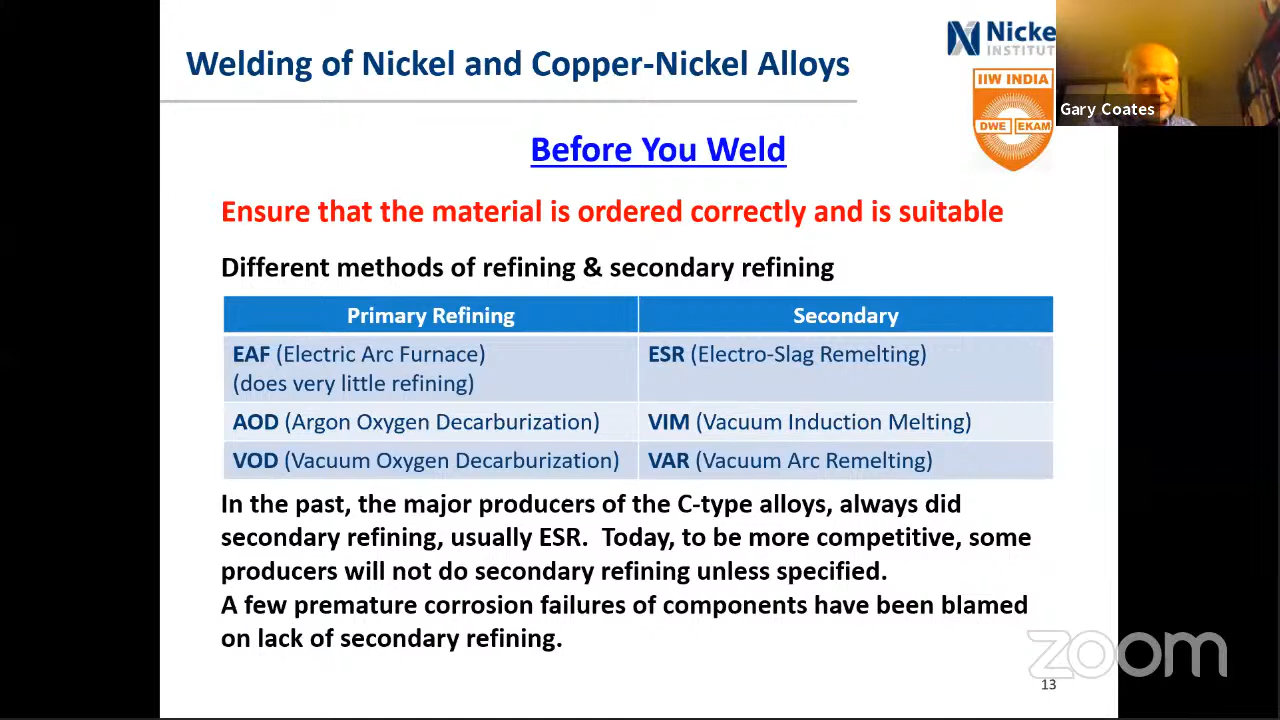 Welding of Nickel and Copper-Nickel Alloys
Nicke
INSTITUT
IIW INDIA
DWE EKAM
Gary Coates
Before You Weld
Ensure that the material is ordered correctly and is suitable
Different methods of refining & secondary refining
Primary Refining
Secondary
EAF (Electric Arc Furnace)
(does very little refining)
ESR (Electro-Slag Remelting)
AOD (Argon Oxygen Decarburization)
VIM (Vacuum Induction Melting)
VOD (Vacuum Oxygen Decarburization)
VAR (Vacuum Arc Remelting)
In the past, the major producers of the C-type alloys, always did
secondary refining, usually ESR. Today, to be more competitive, some
producers will not do secondary refining unless specified.
A few premature corrosion failures of components have been blamed
on lack of secondary refining.
zoom
13